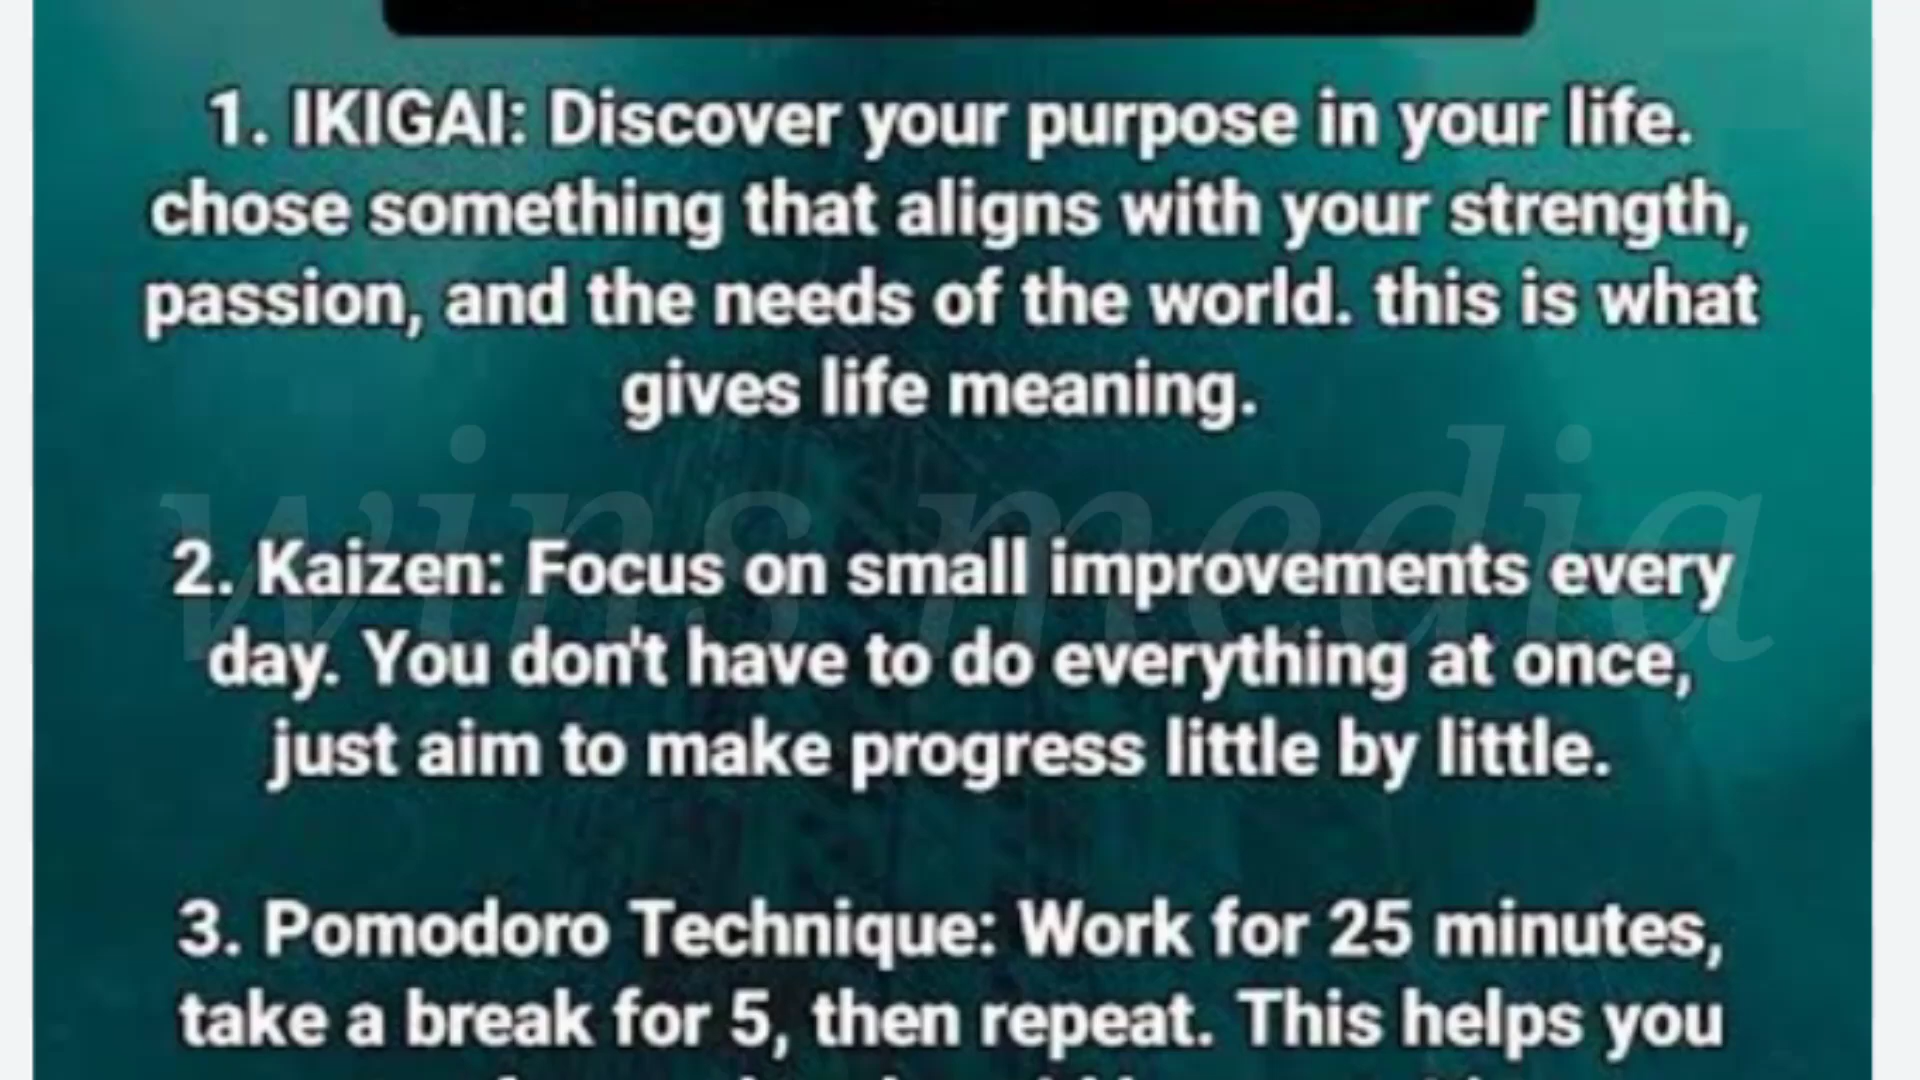 1. IKIGAI: Discover your purpose in your life.
chose something that aligns with your strength,
passion, and the needs of the world. this is what
gives life meaning.
wins media
2. Kaizen: Focus on small improvements every
day. You don't have to do everything at once,
just aim to make progress little by little.
3. Pomodoro Technique: Work for 25 minutes,
take a break for 5, then repeat. This helps you